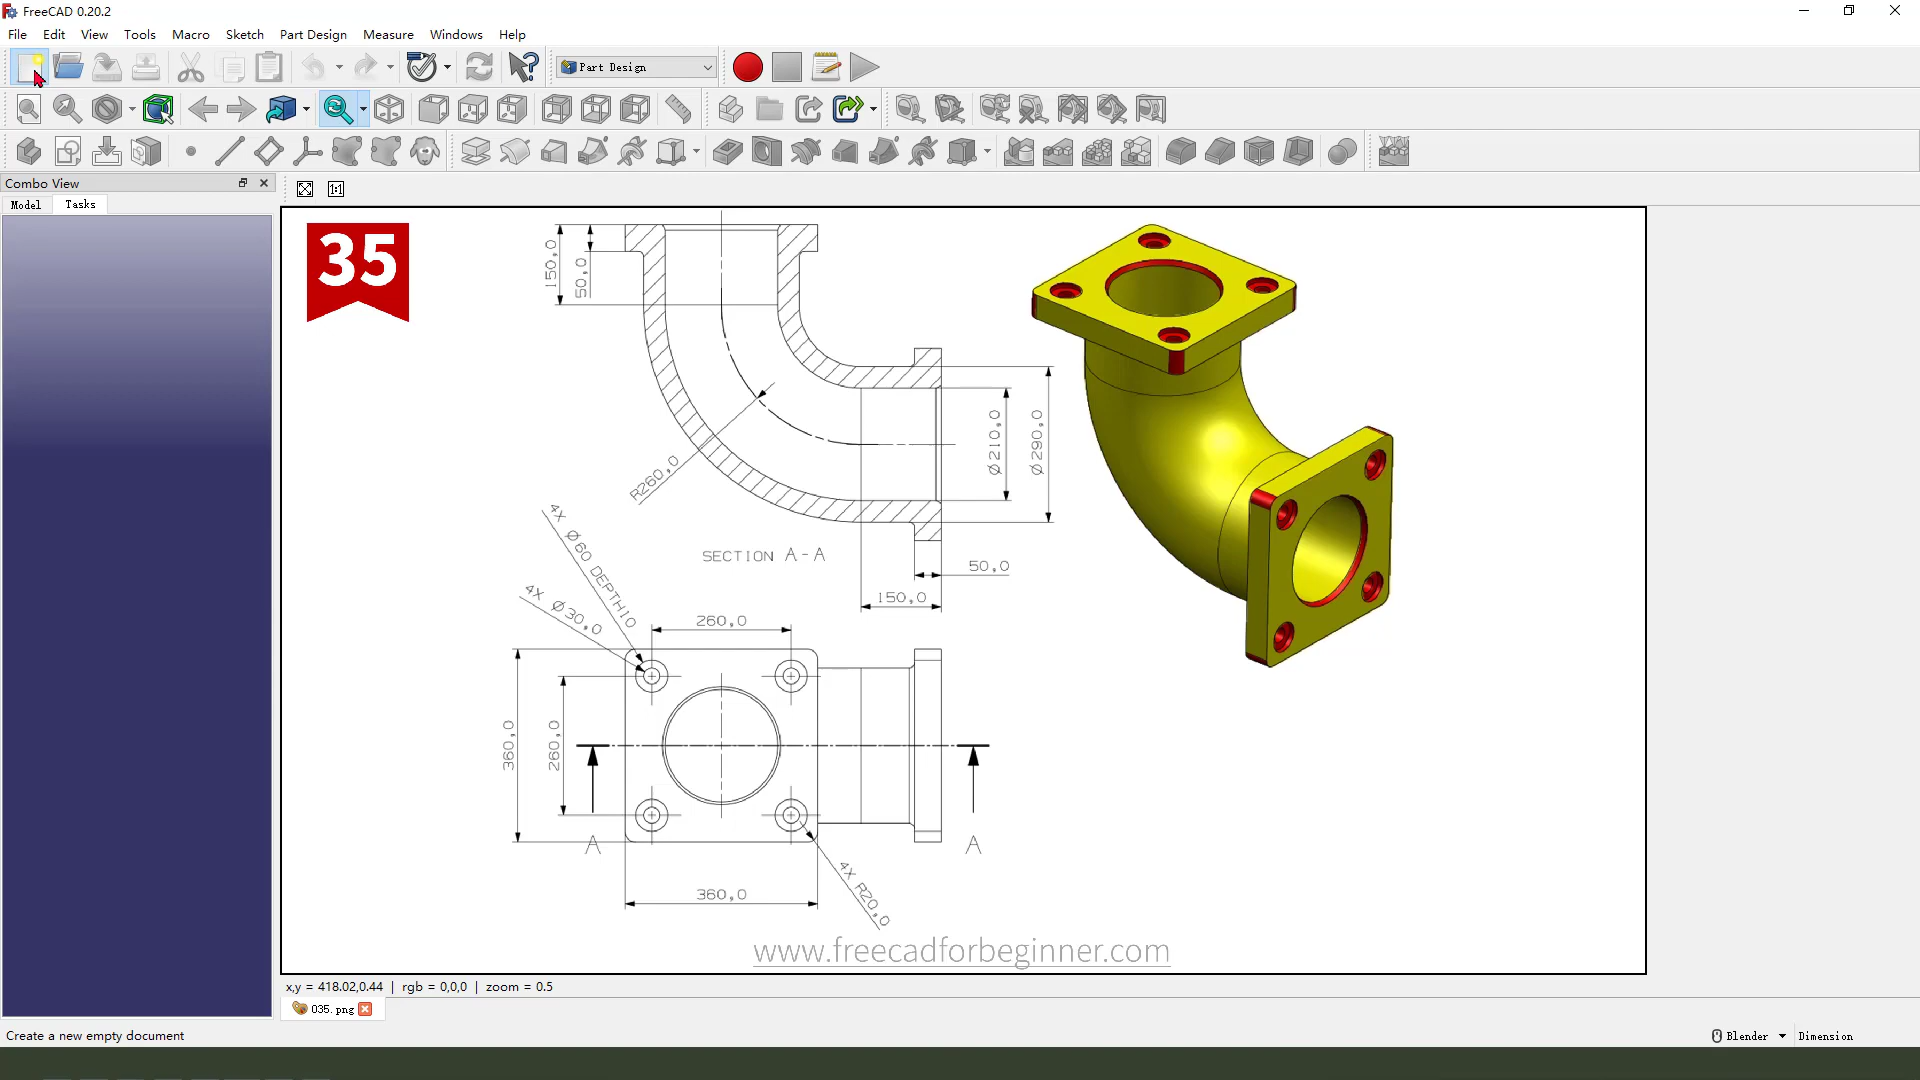 FreeCAD 0.20.2
File Edit View Tools Macro Sketch Part Design Measure Windows Help
Part Design
Combo View
Model Tasks
1:1
35
150,0
50,0
R260,0
Ø210,0
Ø290,0
SECTION A-A
50,0
150,0
4X Ø60 DEPTH10
4X Ø30,0
260,0
360,0
260,0
A
A
4X R20,0
360,0
www.freecadforbeginner.com
x,y = 418.02,0.44 | rgb = 0,0,0 | zoom = 0.5
035.png
Create a new empty document
Blender
Dimension